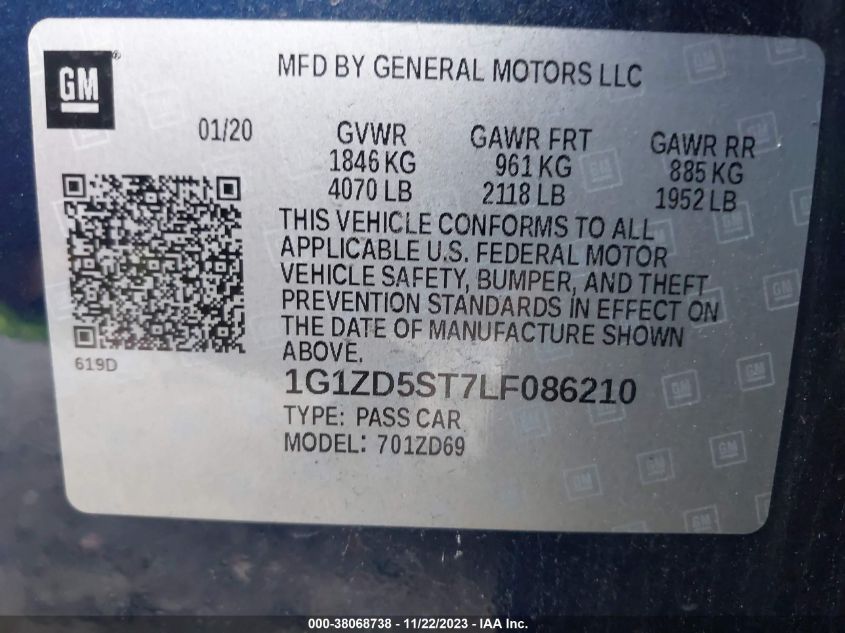 GM®
MFD BY GENERAL MOTORS LLC
01/20 GVWR GAWR FRT GAWR RR
1846 KG 961 KG 885 KG
4070 LB 2118 LB 1952 LB
THIS VEHICLE CONFORMS TO ALL
APPLICABLE U.S. FEDERAL MOTOR
VEHICLE SAFETY, BUMPER, AND THEFT
PREVENTION STANDARDS IN EFFECT ON
THE DATE OF MANUFACTURE SHOWN
ABOVE.
619D
1G1ZD5ST7LF086210
TYPE: PASS CAR
MODEL: 701ZD69
000-38068738 - 11/22/2023 - IAA Inc.